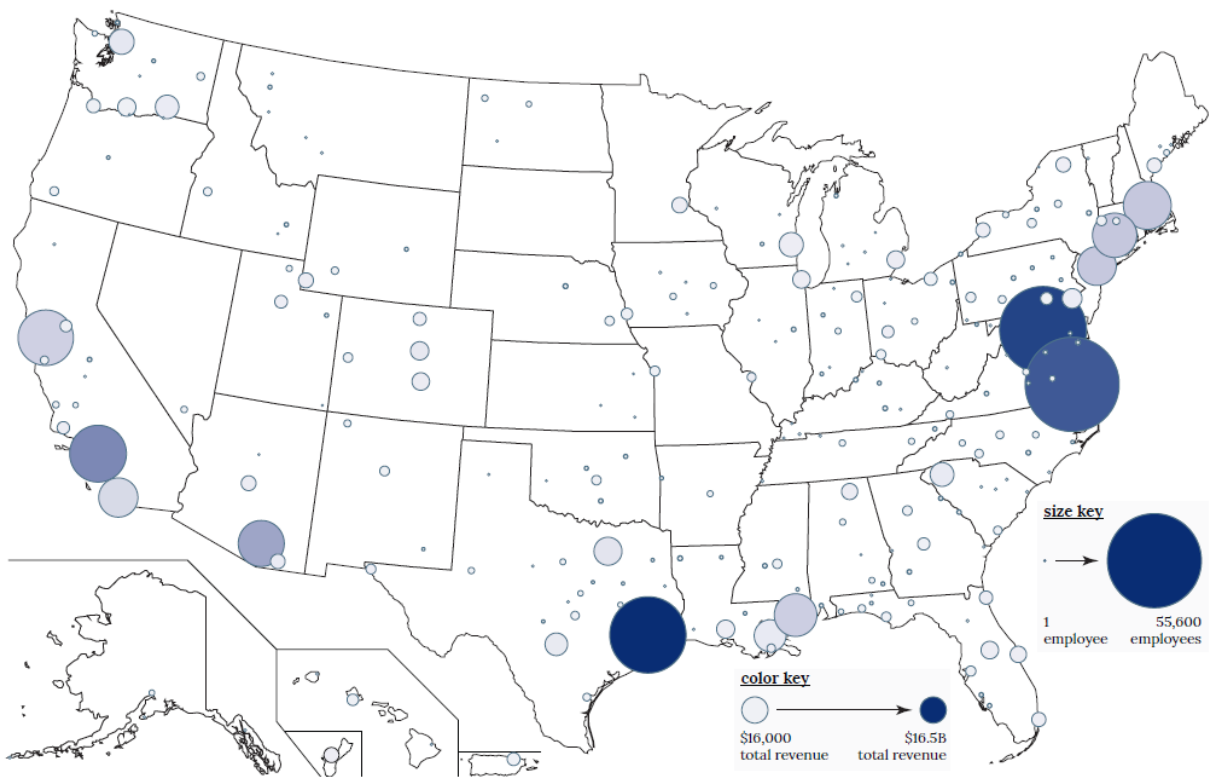 size key
1
employee
55,600
employees
color key
$16,000
total revenue
$16.5B
total revenue